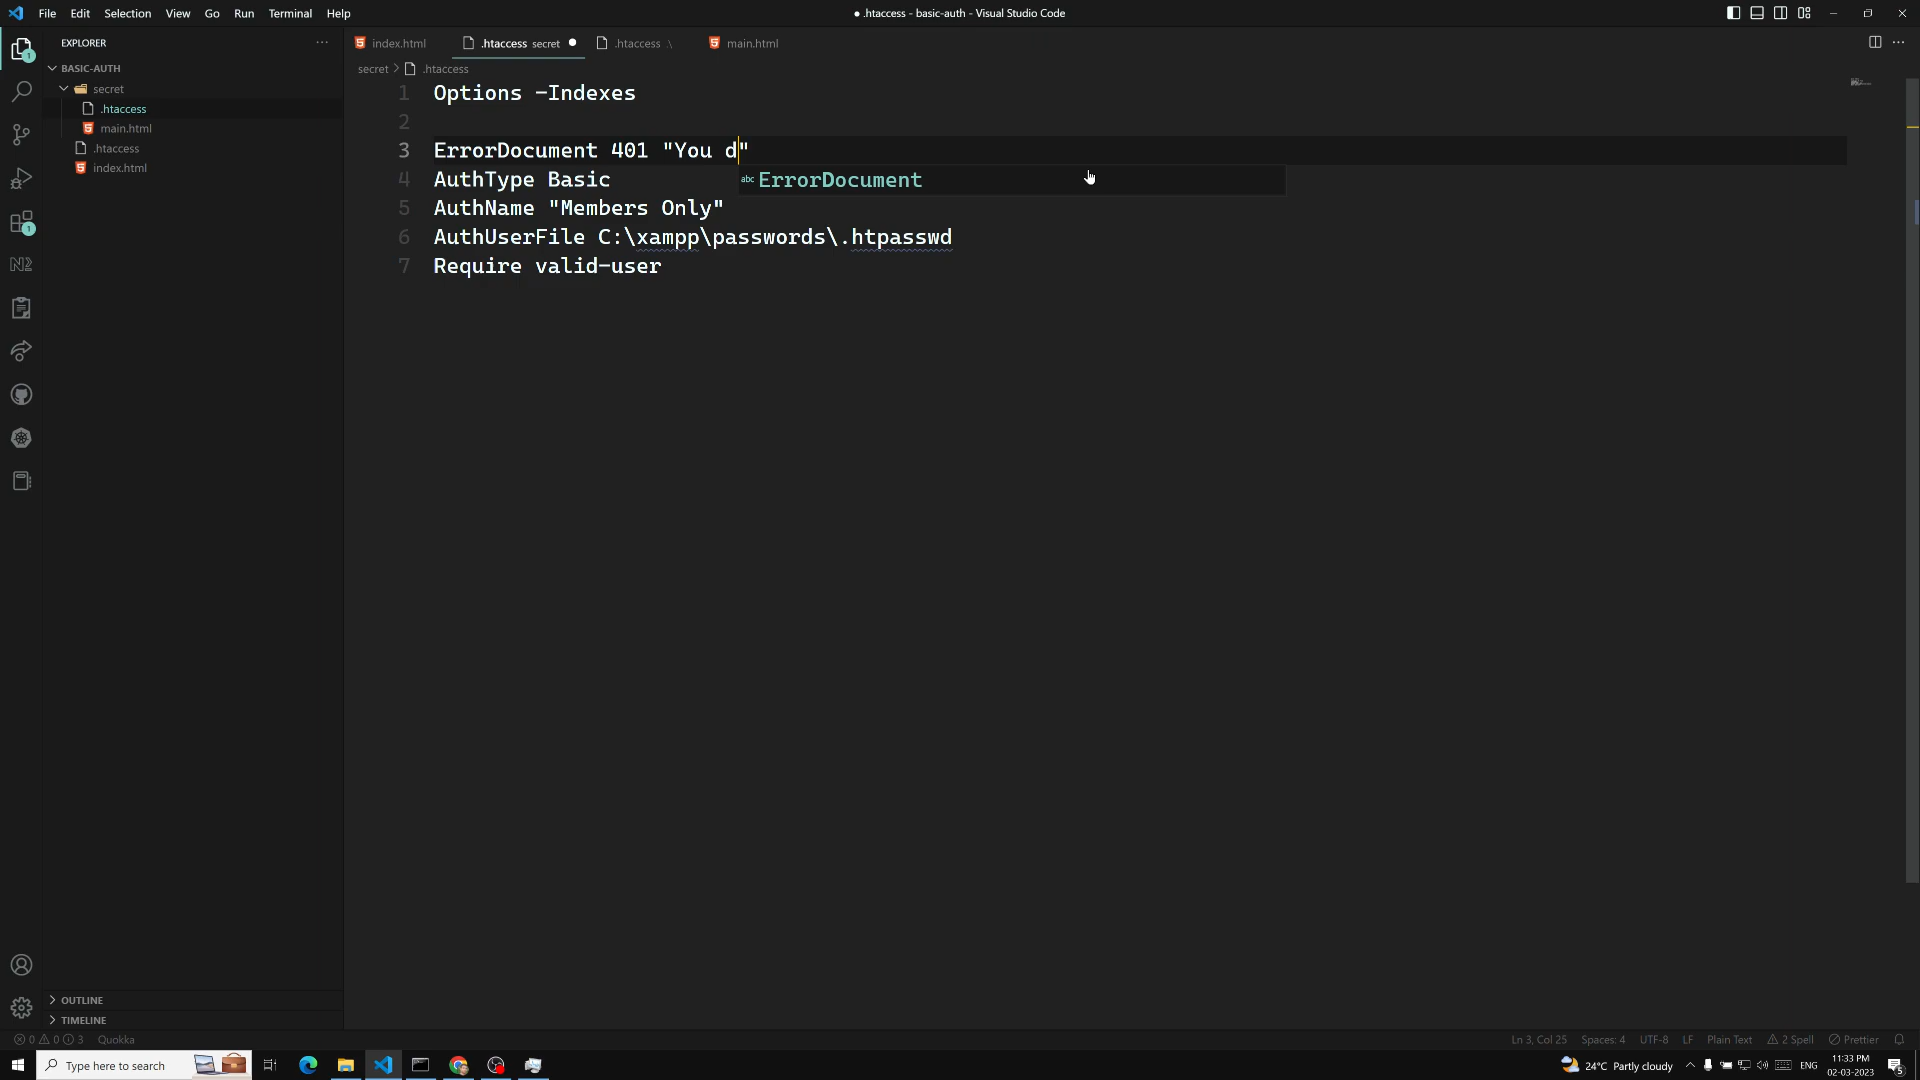 File Edit Selection View Go Run Terminal Help
● .htaccess - basic-auth - Visual Studio Code
EXPLORER
BASIC-AUTH
secret
.htaccess
main.html
.htaccess
index.html
OUTLINE
TIMELINE
index.html
.htaccess secret
.htaccess .\
main.html
secret > .htaccess
1 Options -Indexes
2
3 ErrorDocument 401 "You d"
abc ErrorDocument
4 AuthType Basic
5 AuthName "Members Only"
6 AuthUserFile C:\xampp\passwords\.htpasswd
7 Require valid-user
0 0 3 Quokka
Ln 3, Col 25 Spaces: 4 UTF-8 LF Plain Text 2 Spell Prettier
Type here to search
24°C Partly cloudy
ENG
11:33 PM
02-03-2023
5